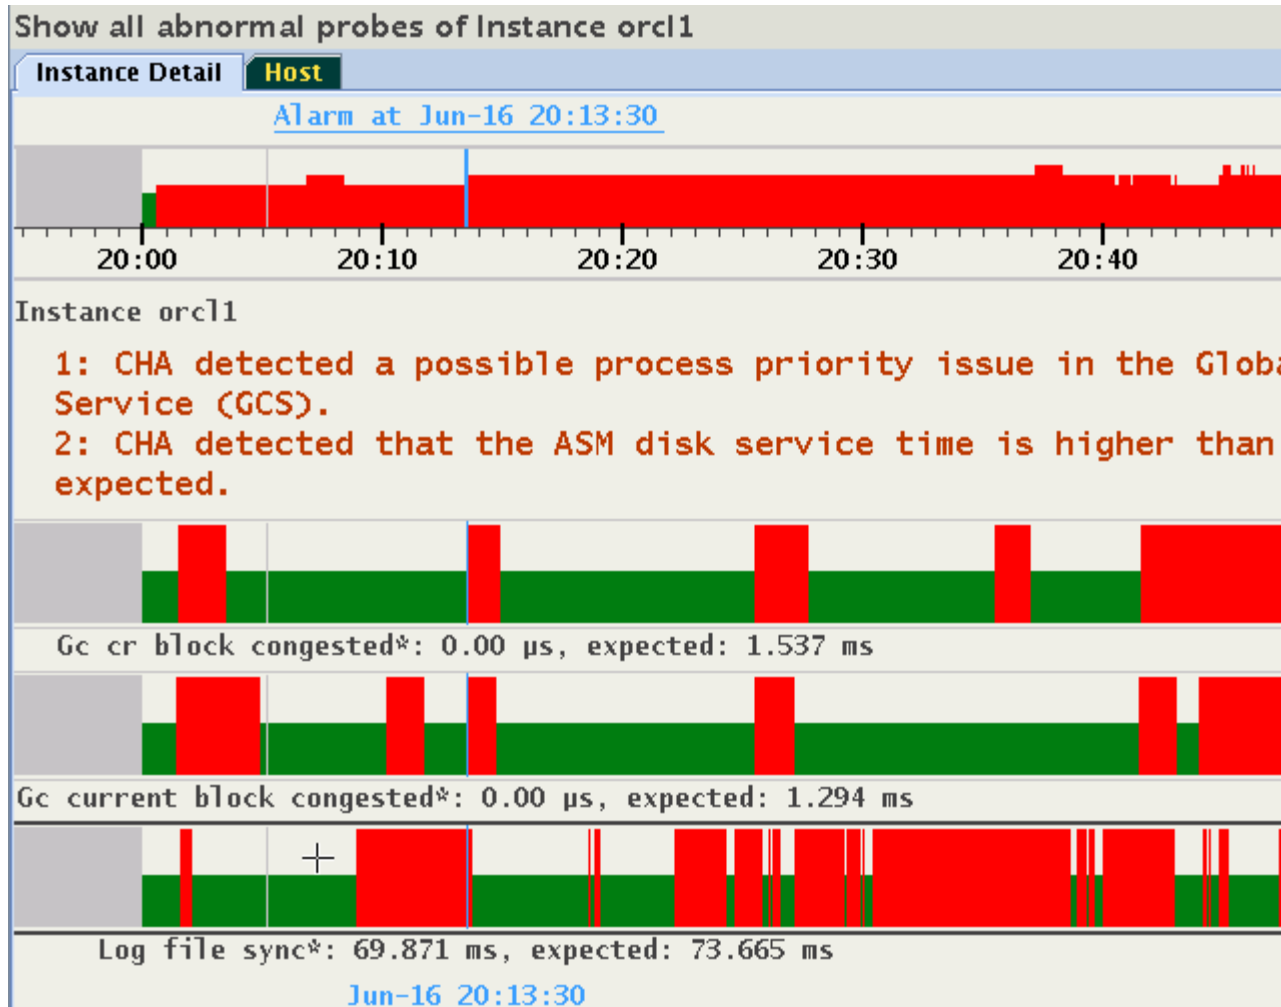 Show all abnormal probes of Instance orcl1
Instance Detail
Host
Alarm at Jun-16 20:13:30
20:00 20:10 20:20 20:30 20:40
Instance orcl1
1: CHA detected a possible process priority issue in the Globa
Service (GCS).
2: CHA detected that the ASM disk service time is higher than
expected.
Gc cr block congested*: 0.00 μs, expected: 1.537 ms
Gc current block congested*: 0.00 μs, expected: 1.294 ms
Log file sync*: 69.871 ms, expected: 73.665 ms
Jun-16 20:13:30